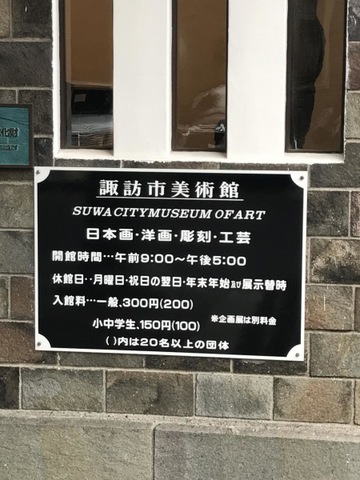 化財
諏訪市美術館
SUWACITYMUSEUM OFART
日本画・洋画・彫刻・工芸
開館時間・・・午前9:00〜午後5:00
休館日・・月曜日・祝日の翌日・年末年始及び展示替時
入館料・・・一般、300円(200)
※企画展は別料金
小中学生、150円(100)
( )内は20名以上の団体